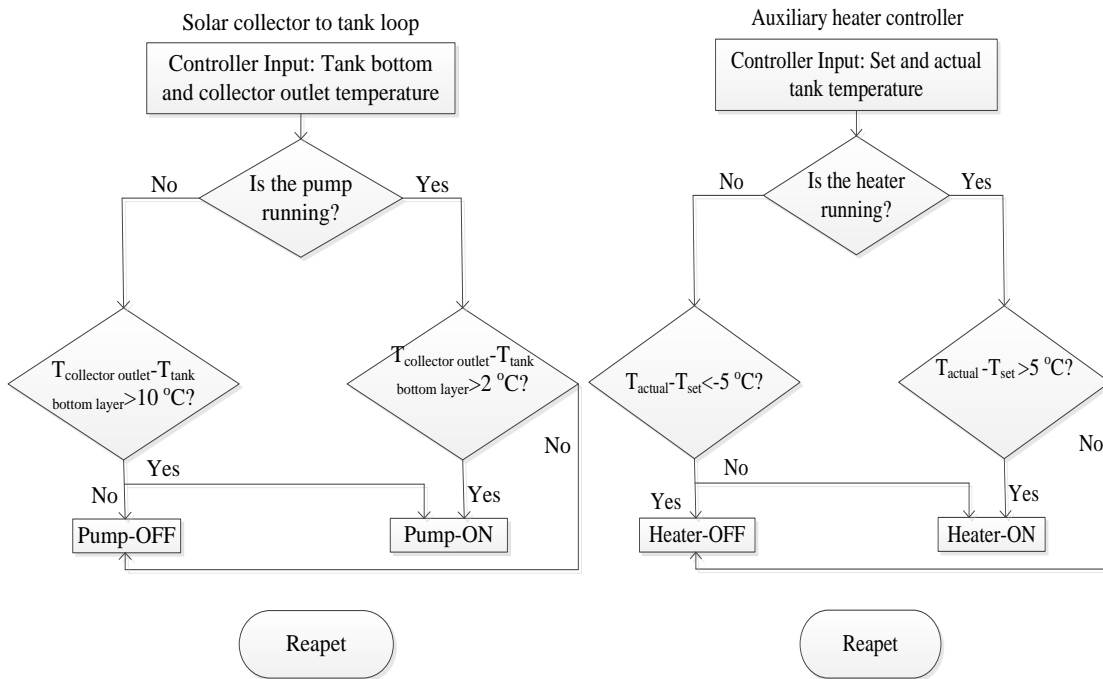 Solar collector to tank loop
Controller Input: Tank bottom
and collector outlet temperature
Is the pump
running?
No
Yes
Tcollector outlet-Ttank
bottom layer>10 °C?
Tcollector outlet-Ttank
bottom layer>2 °C?
No
Yes
No
Yes
Pump-OFF
Pump-ON
Reapet
Auxiliary heater controller
Controller Input: Set and actual
tank temperature
Is the heater
running?
No
Yes
Tactual-Tset<-5 °C?
Tactual -Tset >5 °C?
No
No
Yes
Yes
Heater-OFF
Heater-ON
Reapet